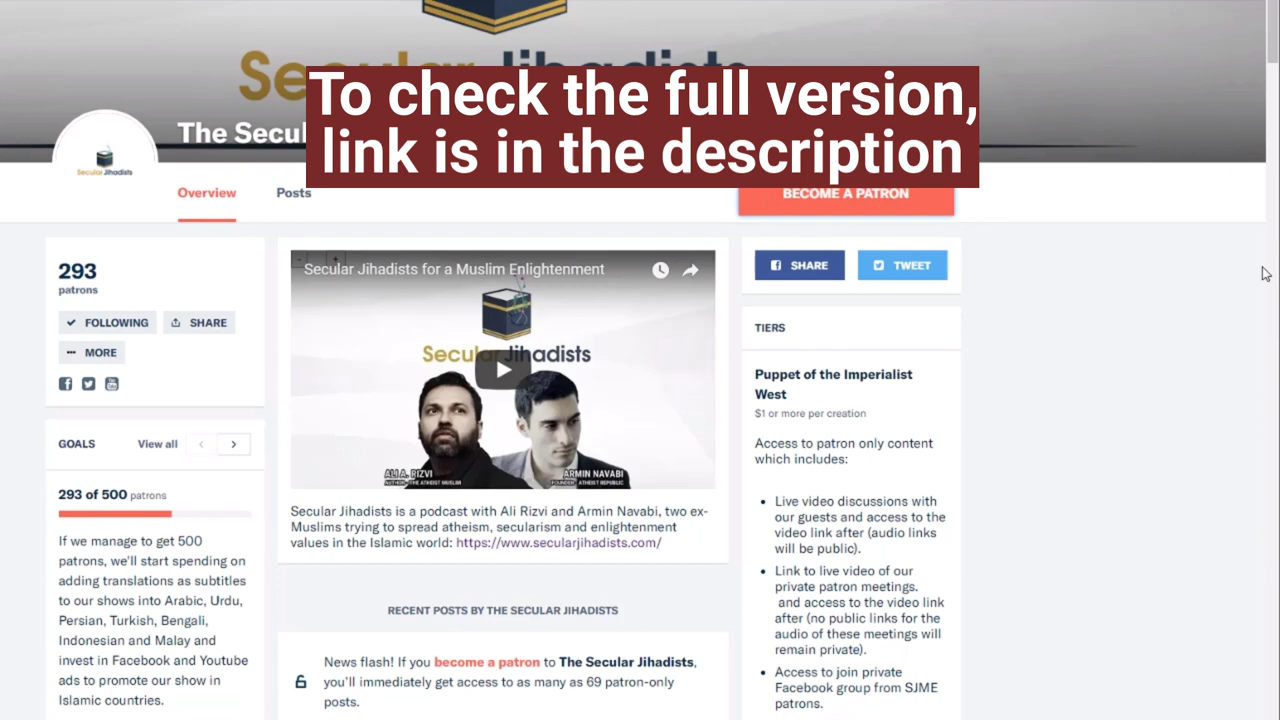 To check the full version,
link is in the description
The Secul
Secular Jihadists
Overview
Posts
BECOME A PATRON
293
patrons
FOLLOWING
SHARE
MORE
GOALS
View all
293 of 500 patrons
If we manage to get 500
patrons, we'll start spending on
adding translations as subtitles
to our shows into Arabic, Urdu,
Persian, Turkish, Bengali,
Indonesian and Malay and
invest in Facebook and Youtube
ads to promote our show in
Islamic countries.
Secular Jihadists for a Muslim Enlightenment
Secular Jihadists
ALI A. RIZVI
AUTHOR - THE ATHEIST MUSLIM
ARMIN NAVABI
FOUNDER - ATHEIST REPUBLIC
Secular Jihadists is a podcast with Ali Rizvi and Armin Navabi, two ex-
Muslims trying to spread atheism, secularism and enlightenment
values in the Islamic world: https://www.secularjihadists.com/
RECENT POSTS BY THE SECULAR JIHADISTS
News flash! If you become a patron to The Secular Jihadists,
you'll immediately get access to as many as 69 patron-only
posts.
SHARE
TWEET
TIERS
Puppet of the Imperialist
West
$1 or more per creation
Access to patron only content
which includes:
Live video discussions with
our guests and access to the
video link after (audio links
will be public).
Link to live video of our
private patron meetings.
and access to the video link
after (no public links for the
audio of these meetings will
remain private).
Access to join private
Facebook group from SJME
patrons.